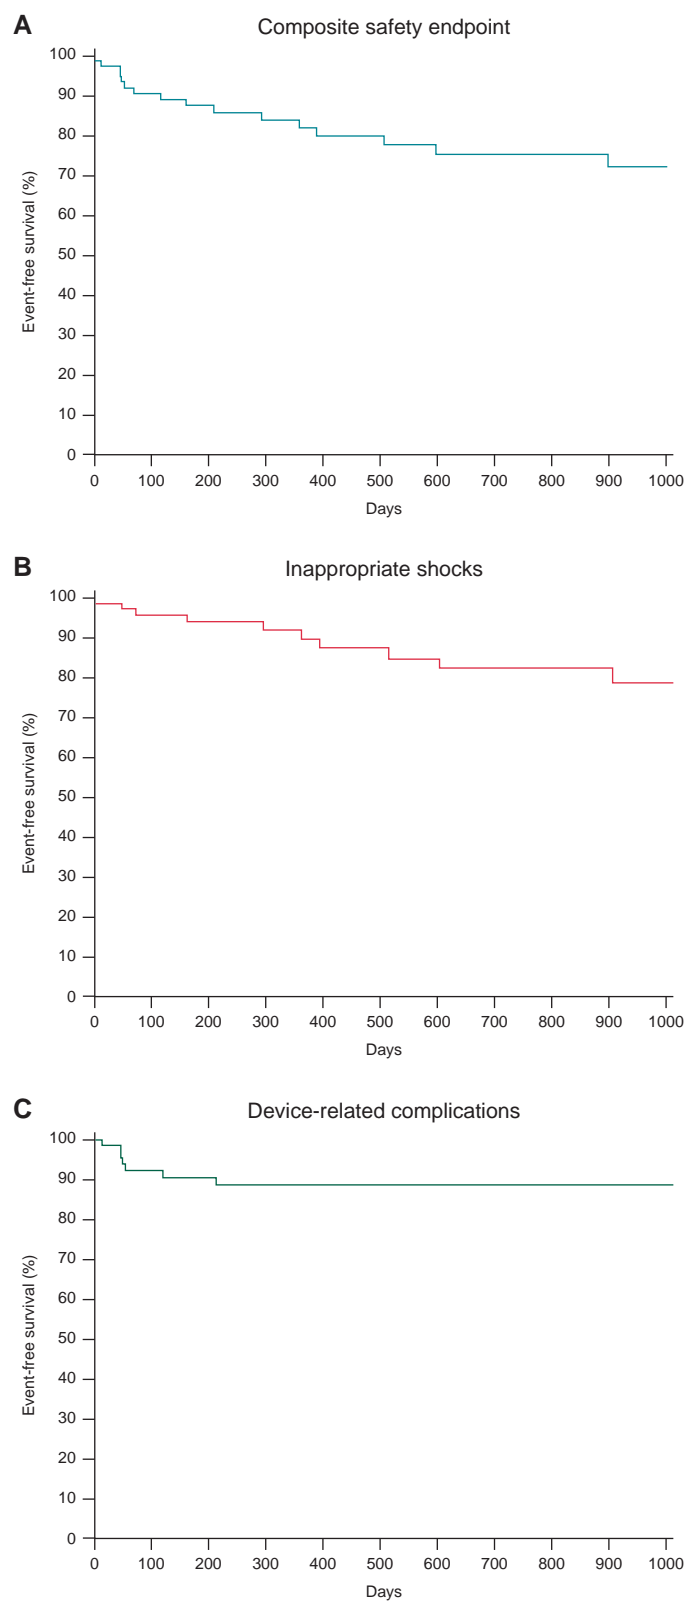 A
Composite safety endpoint
100
90
80
70
60
50
40
30
20
10
0
Event-free survival (%)
0 100 200 300 400 500 600 700 800 900 1000
Days
B
Inappropriate shocks
100
90
80
70
60
50
40
30
20
10
0
Event-free survival (%)
0 100 200 300 400 500 600 700 800 900 1000
Days
C
Device-related complications
100
90
80
70
60
50
40
30
20
10
0
Event-free survival (%)
0 100 200 300 400 500 600 700 800 900 1000
Days